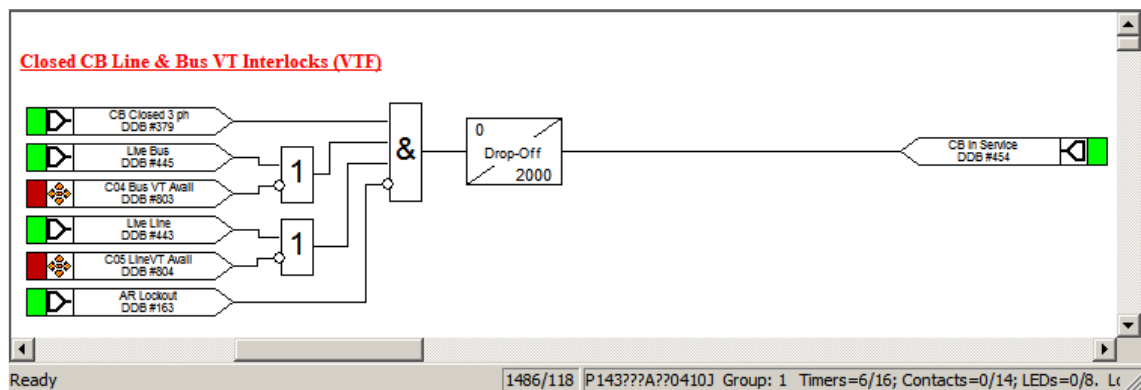 Closed CB Line & Bus VT Interlocks (VTF)
CB Closed 3 ph
DDB #379
Live Bus
DDB #445
C04 Bus VT Avail
DDB #803
Live Line
DDB #443
C05 LineVT Avail
DDB #804
AR Lockout
DDB #163
1
1
&
0
Drop-Off
2000
CB In Service
DDB #454
Ready
1486/118
P143???A??0410J Group: 1 Timers=6/16; Contacts=0/14; LEDs=0/8.